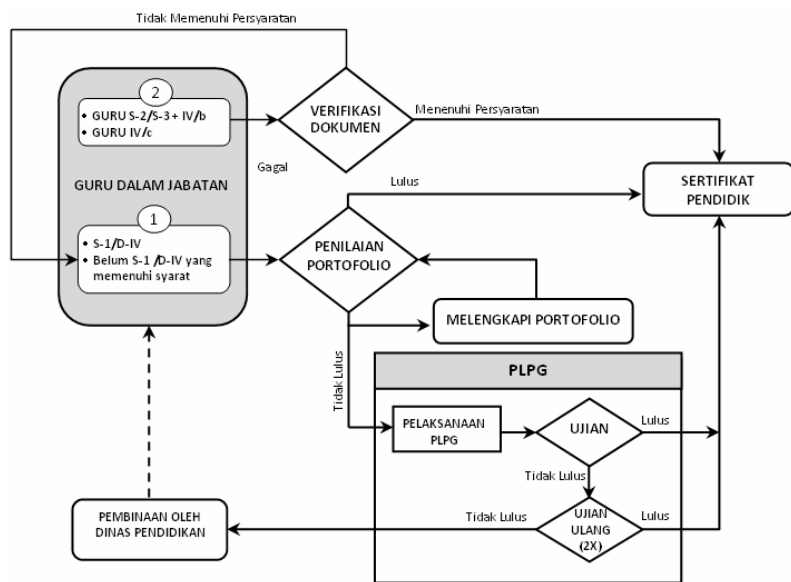 Tidak Memenuhi Persyaratan
2
• GURU S-2/S-3 + IV/b
• GURU IV/c
VERIFIKASI
DOKUMEN
Menenuhi Persyaratan
Gagal
GURU DALAM JABATAN
Lulus
SERTIFIKAT
PENDIDIK
1
• S-1/D-IV
• Belum S-1 /D-IV yang
memenuhi syarat
PENILAIAN
PORTOFOLIO
MELENGKAPI PORTOFOLIO
Tidak Lulus
PLPG
PELAKSANAAN
PLPG
UJIAN
Lulus
Tidak Lulus
UJIAN
ULANG
(2X)
Lulus
Tidak Lulus
PEMBINAAN OLEH
DINAS PENDIDIKAN